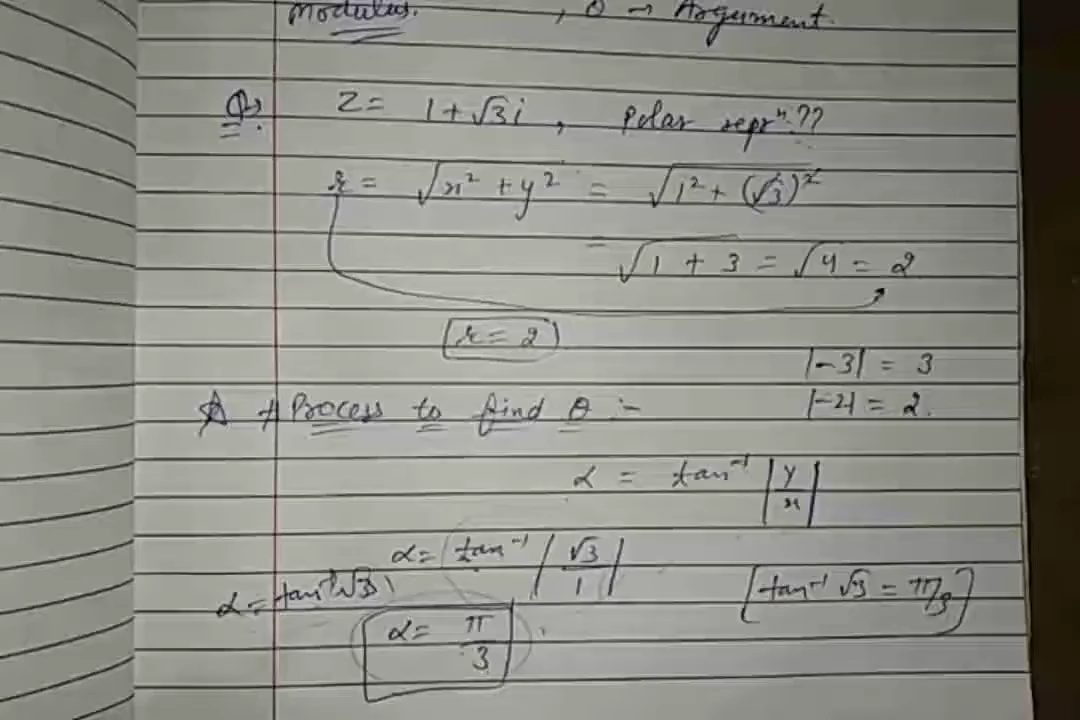 Modulus. , θ → Argument.
Q. Z = 1 + √3i , Polar reprⁿ.??
r = √x² + y² = √1² + (√3)²
= √1 + 3 = √4 = 2
r = 2
|-3| = 3
|-2| = 2.
* Process to find θ :-
α = tan⁻¹ |y/x|
α = tan⁻¹ |√3/1|
α = tan⁻¹(√3)
[tan⁻¹ √3 = π/3]
α = π/3